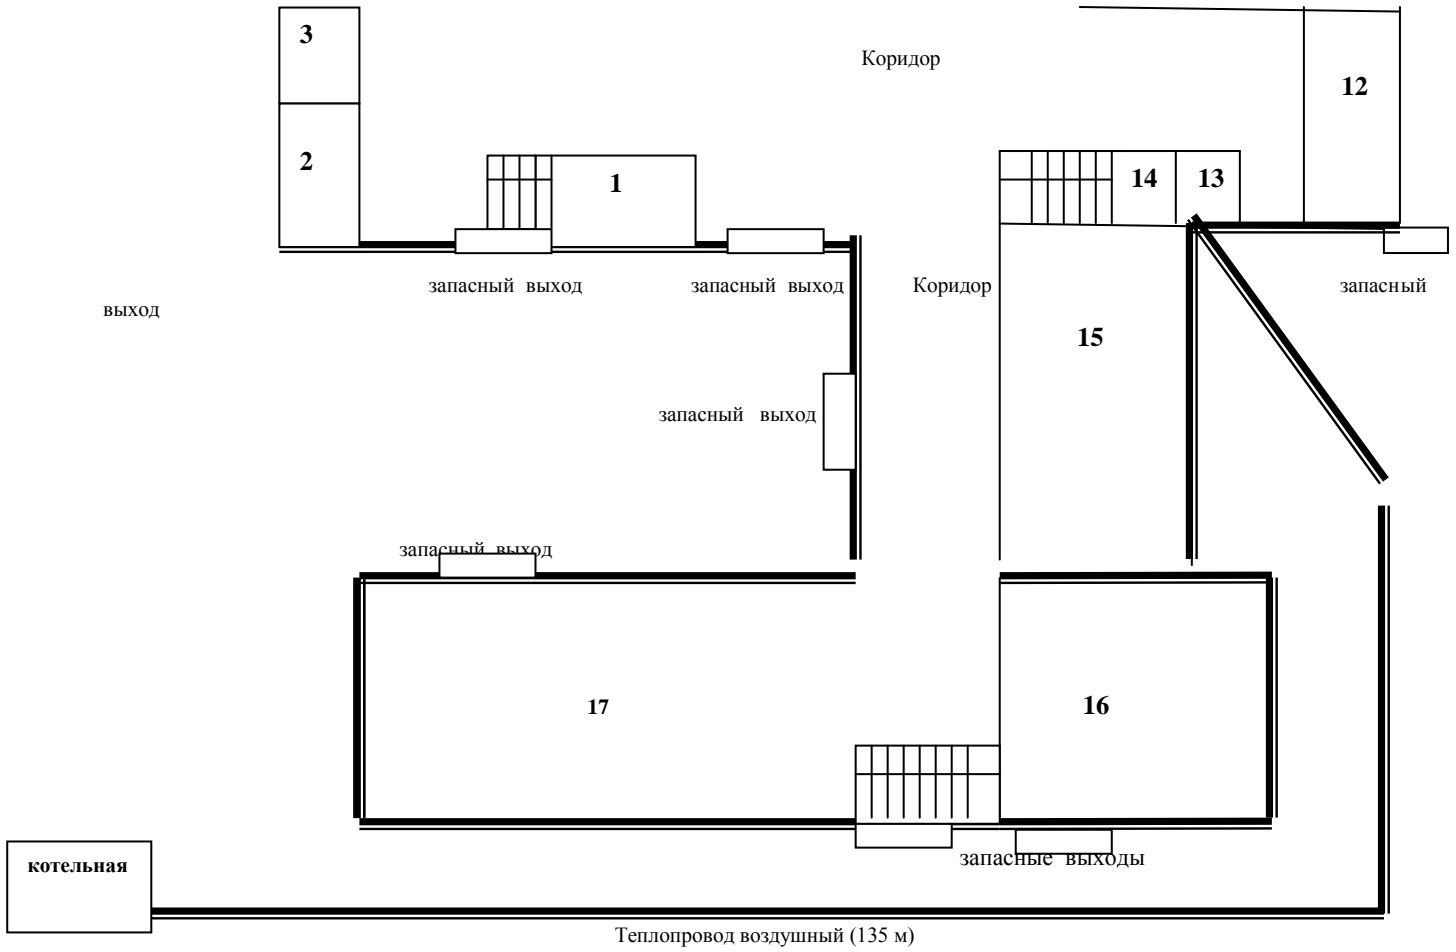 3
Коридор
12
2
1
14
13
запасный выход
запасный выход
Коридор
запасный
выход
15
запасный выход
запасный выход
17
16
котельная
запасные выходы
Теплопровод воздушный (135 м)